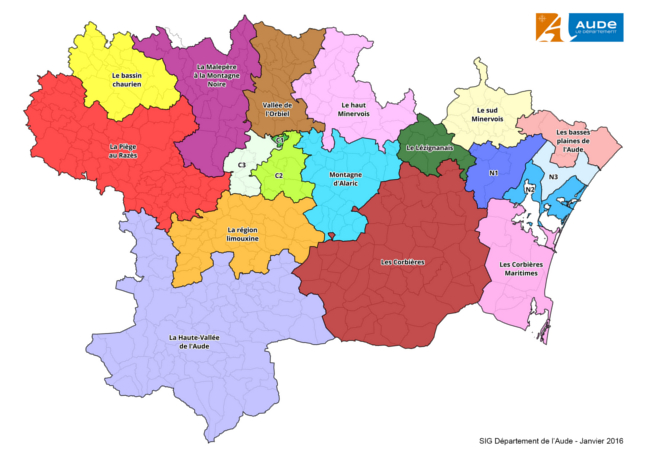 AUDE
LE DÉPARTEMENT
Le bassin
chaurien
La Malepère
à la Montagne
Noire
Vallée de
l'Orbiel
Le haut
Minervois
Le sud
Minervois
Les basses
plaines de
l'Aude
La Piège
au Razès
C1
C3
C2
Le Lézignanais
Montagne
d'Alaric
N1
N2
N3
La région
limouxine
Les Corbières
Les Corbières
Maritimes
La Haute-Vallée
de l'Aude
SIG Département de l'Aude - Janvier 2016